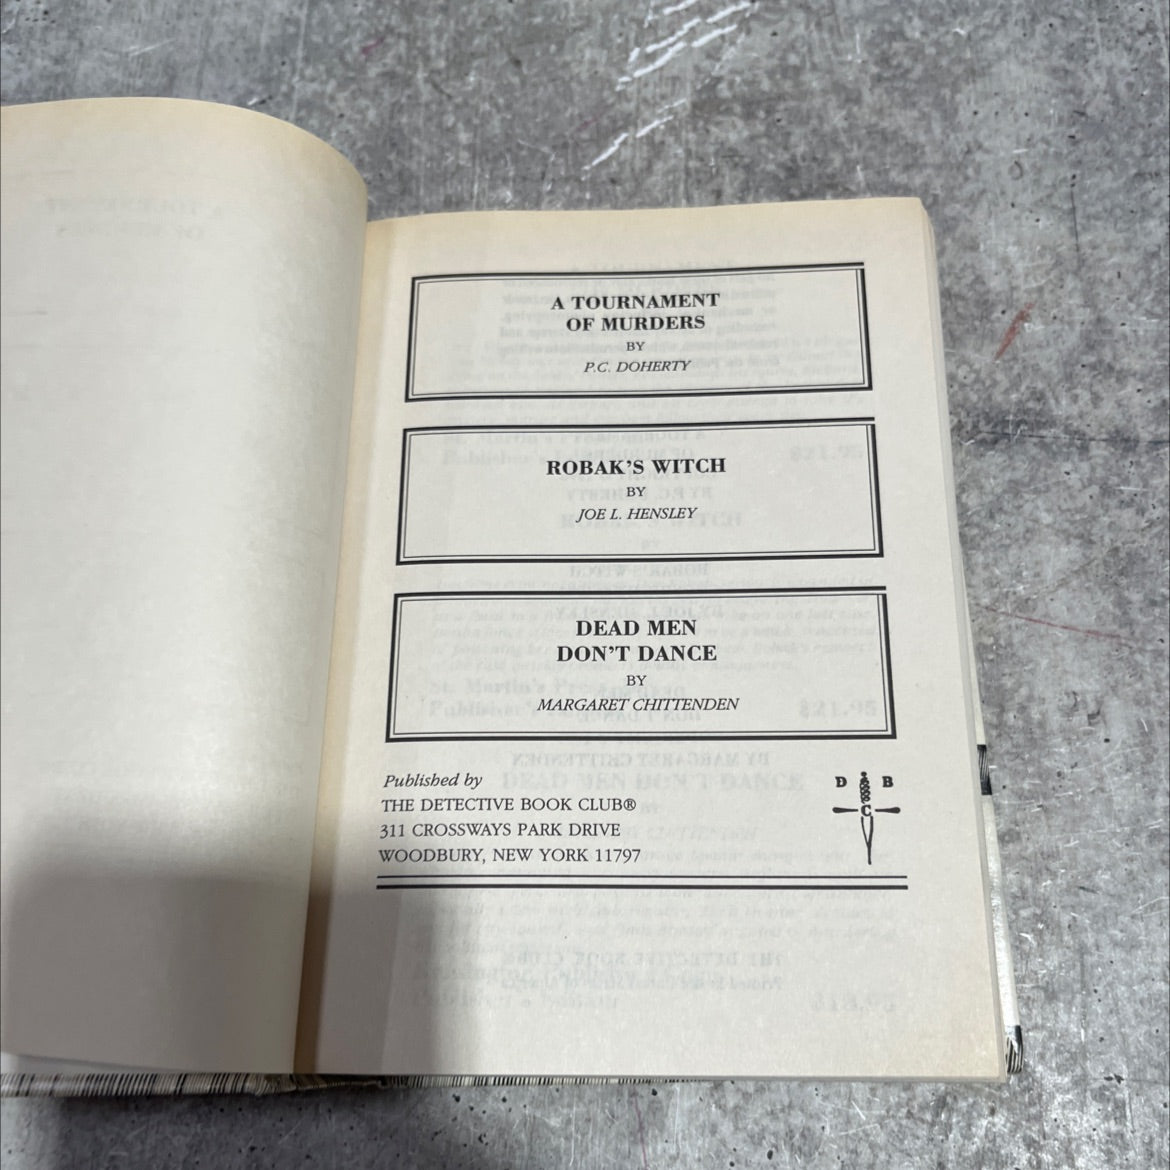 A TOURNAMENT
OF MURDERS
BY
P.C. DOHERTY
ROBAK'S WITCH
BY
JOE L. HENSLEY
DEAD MEN
DON'T DANCE
BY
MARGARET CHITTENDEN
Published by
THE DETECTIVE BOOK CLUB®
311 CROSSWAYS PARK DRIVE
WOODBURY, NEW YORK 11797
D B
C